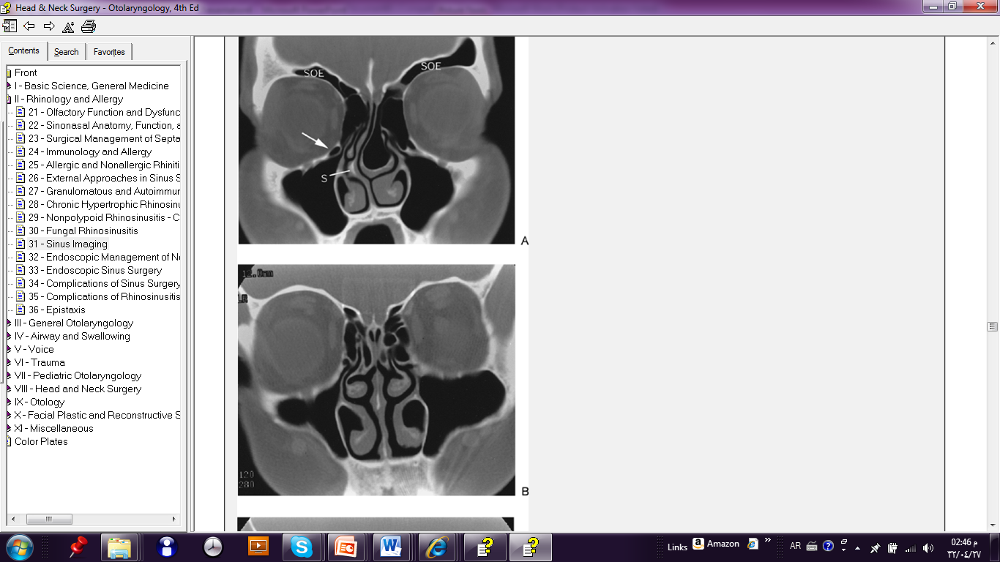 Head & Neck Surgery - Otolaryngology, 4th Ed
Contents Search Favorites
Front
I - Basic Science, General Medicine
II - Rhinology and Allergy
21 - Olfactory Function and Dysfunc
22 - Sinonasal Anatomy, Function, a
23 - Surgical Management of Septa
24 - Immunology and Allergy
25 - Allergic and Nonallergic Rhiniti
26 - External Approaches in Sinus S
27 - Granulomatous and Autoimmun
28 - Chronic Hypertrophic Rhinosinu
29 - Nonpolypoid Rhinosinusitis - C
30 - Fungal Rhinosinusitis
31 - Sinus Imaging
32 - Endoscopic Management of N
33 - Endoscopic Sinus Surgery
34 - Complications of Sinus Surgery
35 - Complications of Rhinosinusitis
36 - Epistaxis
III - General Otolaryngology
IV - Airway and Swallowing
V - Voice
VI - Trauma
VII - Pediatric Otolaryngology
VIII - Head and Neck Surgery
IX - Otology
X - Facial Plastic and Reconstructive S
XI - Miscellaneous
Color Plates
SOE SOE
S
A
12.0cm
LR
120
280
B
Links Amazon AR 02:46 م
٣٢/٠٤/٢٧